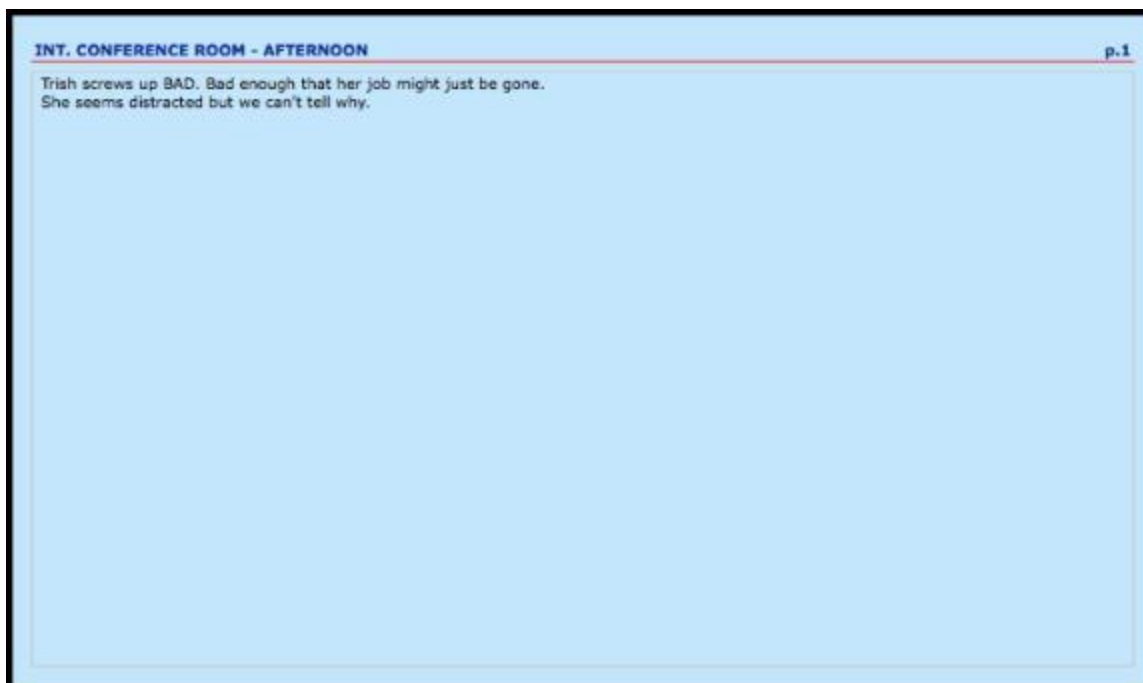 INT. CONFERENCE ROOM - AFTERNOON p.1
Trish screws up BAD. Bad enough that her job might just be gone.
She seems distracted but we can't tell why.